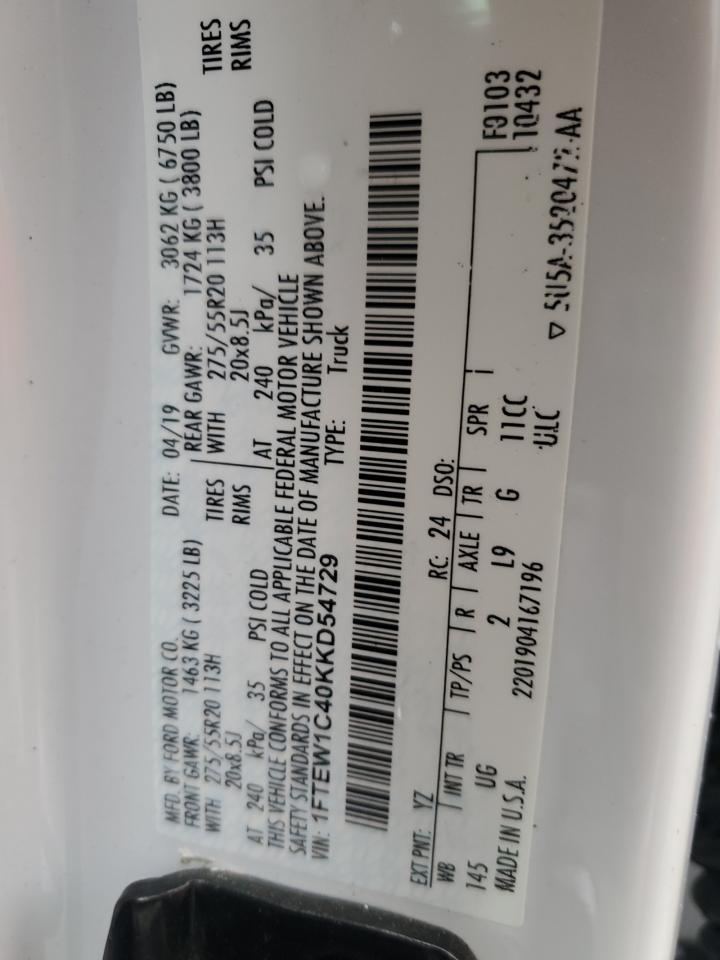 MFD. BY FORD MOTOR CO. DATE: 04/19 GVWR: 3062 KG ( 6750 LB)
FRONT GAWR: 1463 KG ( 3225 LB) REAR GAWR: 1724 KG ( 3800 LB)
WITH 275/55R20 113H TIRES WITH 275/55R20 113H TIRES
20x8.5J RIMS 20x8.5J RIMS
AT 240 kPa/ 35 PSI COLD AT 240 kPa/ 35 PSI COLD
THIS VEHICLE CONFORMS TO ALL APPLICABLE FEDERAL MOTOR VEHICLE
SAFETY STANDARDS IN EFFECT ON THE DATE OF MANUFACTURE SHOWN ABOVE.
VIN: 1FTEW1C40KKD54729 TYPE: Truck
EXT PNT: YZ RC: 24 DSO:
WB INT TR TP/PS R AXLE TR SPR F0103
145 UG 2 L9 G 11CC 10432
MADE IN U.S.A. 2201904167196 ULC